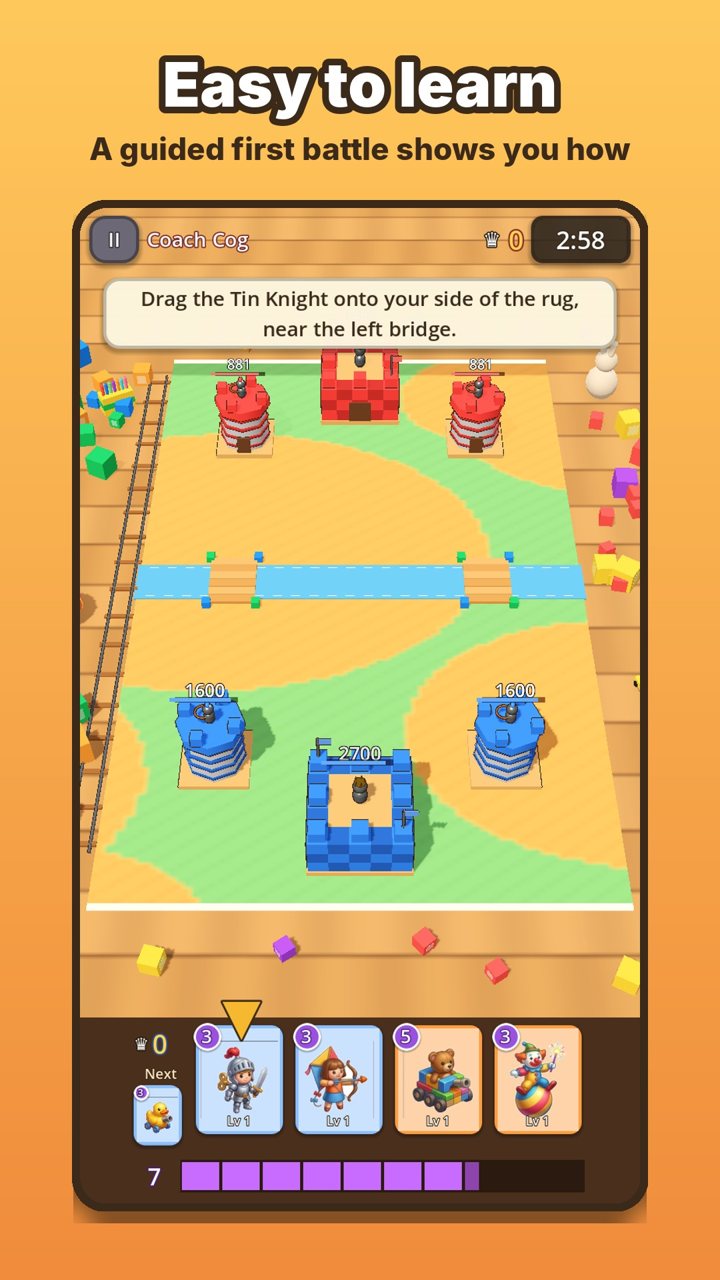 Easy to learn
A guided first battle shows you how
Coach Cog
0
2:58
Drag the Tin Knight onto your side of the rug,
near the left bridge.
881
881
1600
1600
2700
0
Next
3
3
Lv 1
3
Lv 1
5
Lv 1
3
Lv 1
7